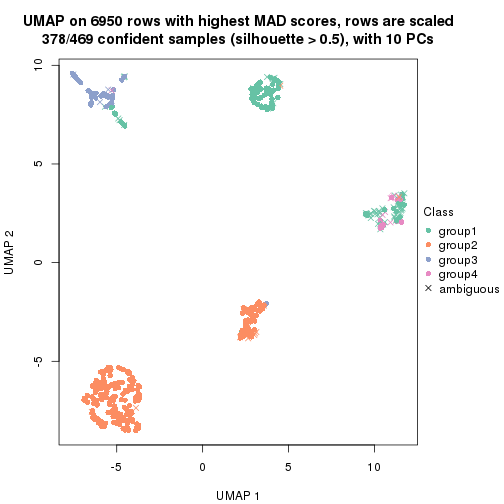 UMAP on 6950 rows with highest MAD scores, rows are scaled
378/469 confident samples (silhouette > 0.5), with 10 PCs
10
5
0
-5
UMAP 2
-5
0
5
10
UMAP 1
Class
group1
group2
group3
group4
ambiguous